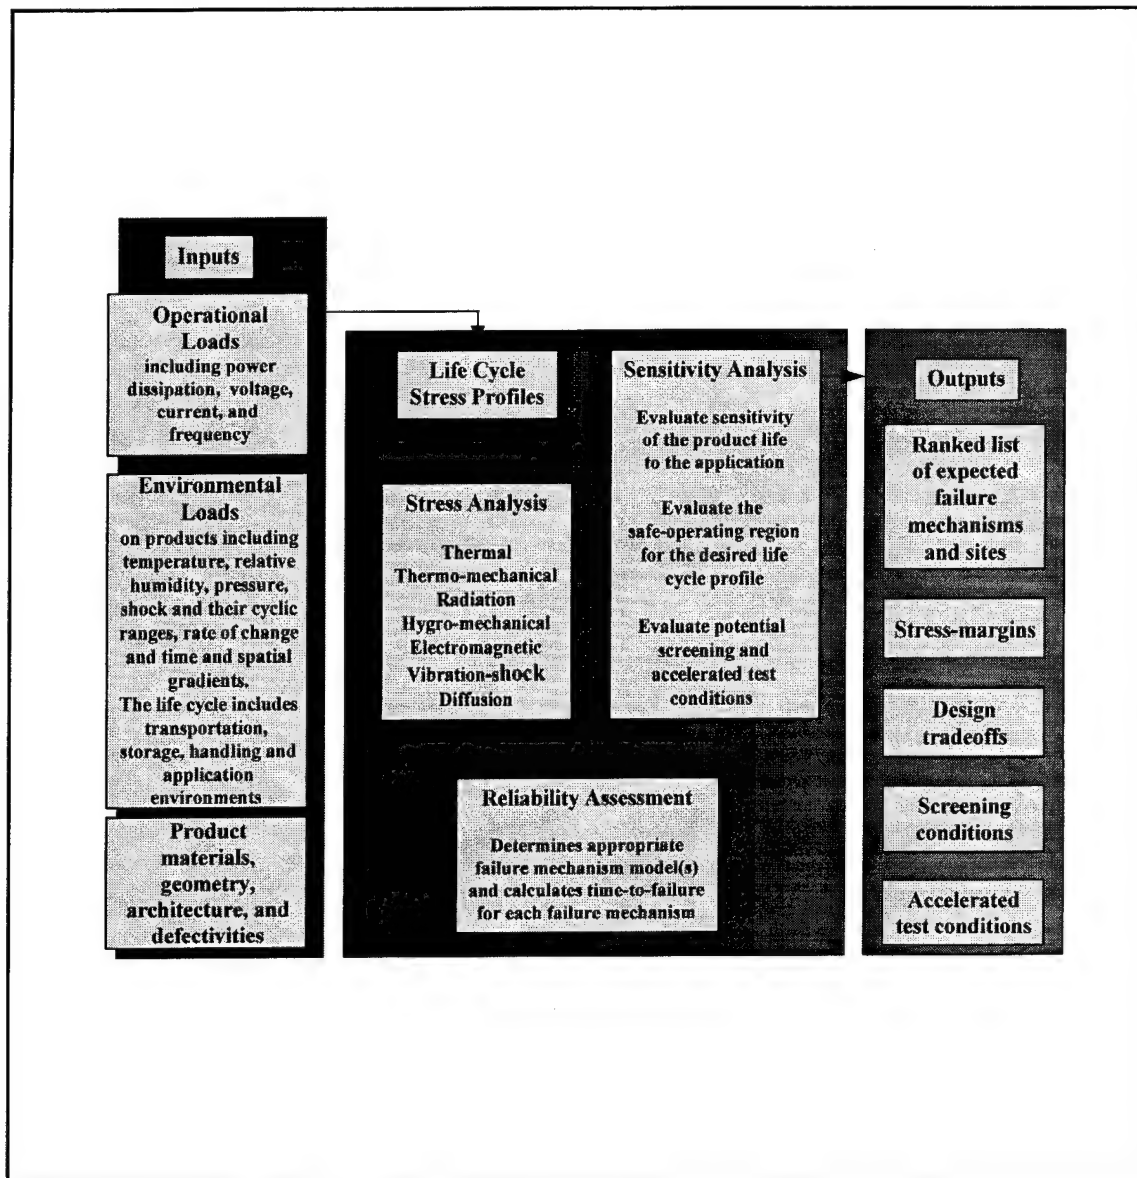 Inputs
Operational
Loads
including power
dissipation, voltage,
current, and
frequency
Environmental
Loads
on products including
temperature, relative
humidity, pressure,
shock and their cyclic
ranges, rate of change
and time and spatial
gradients.
The life cycle includes
transportation,
storage, handling and
application
environments
Product
materials,
geometry,
architecture, and
defectivities
Life Cycle
Stress Profiles
Stress Analysis
Thermal
Thermo-mechanical
Radiation
Hygro-mechanical
Electromagnetic
Vibration-shock
Diffusion
Sensitivity Analysis
Evaluate sensitivity
of the product life
to the application
Evaluate the
safe-operating region
for the desired life
cycle profile
Evaluate potential
screening and
accelerated test
conditions
Reliability Assessment
Determines appropriate
failure mechanism model(s)
and calculates time-to-failure
for each failure mechanism
Outputs
Ranked list
of expected
failure
mechanisms
and sites
Stress-margins
Design
tradeoffs
Screening
conditions
Accelerated
test conditions